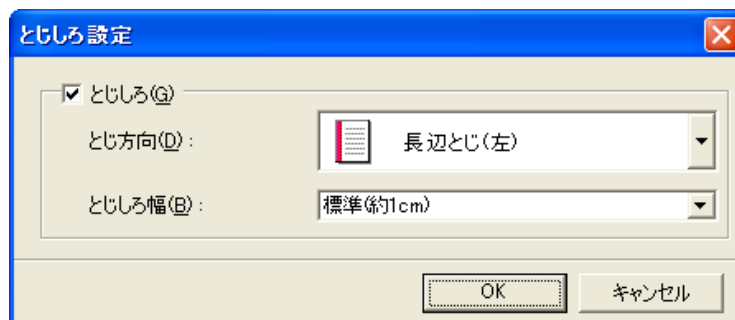 とじしろ設定
とじしろ(G)
とじ方向(D):
長辺とじ(左)
とじしろ幅(B):
標準(約1cm)
OK
キャンセル